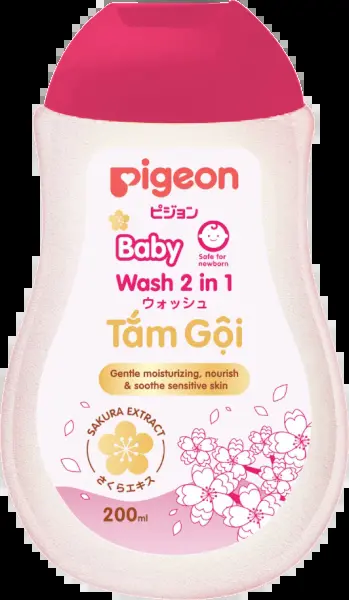 pigeon
ピジョン
Baby
Safe for
newborn
Wash 2 in 1
ウォッシュ
Tắm Gội
Gentle moisturizing, nourish
& soothe sensitive skin
SAKURA EXTRACT
さくらエキス
200ml